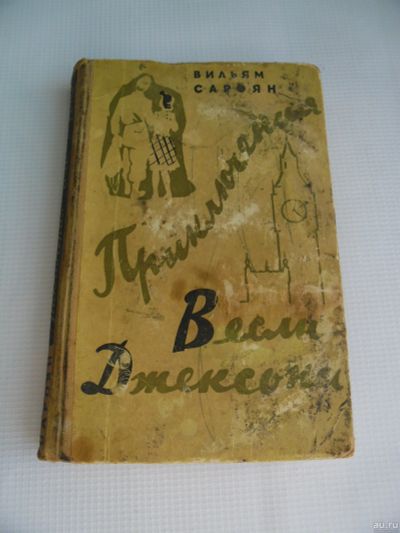 ВИЛЬЯМ
САРОЯН
Приключения
Весли
Джексона
au.ru